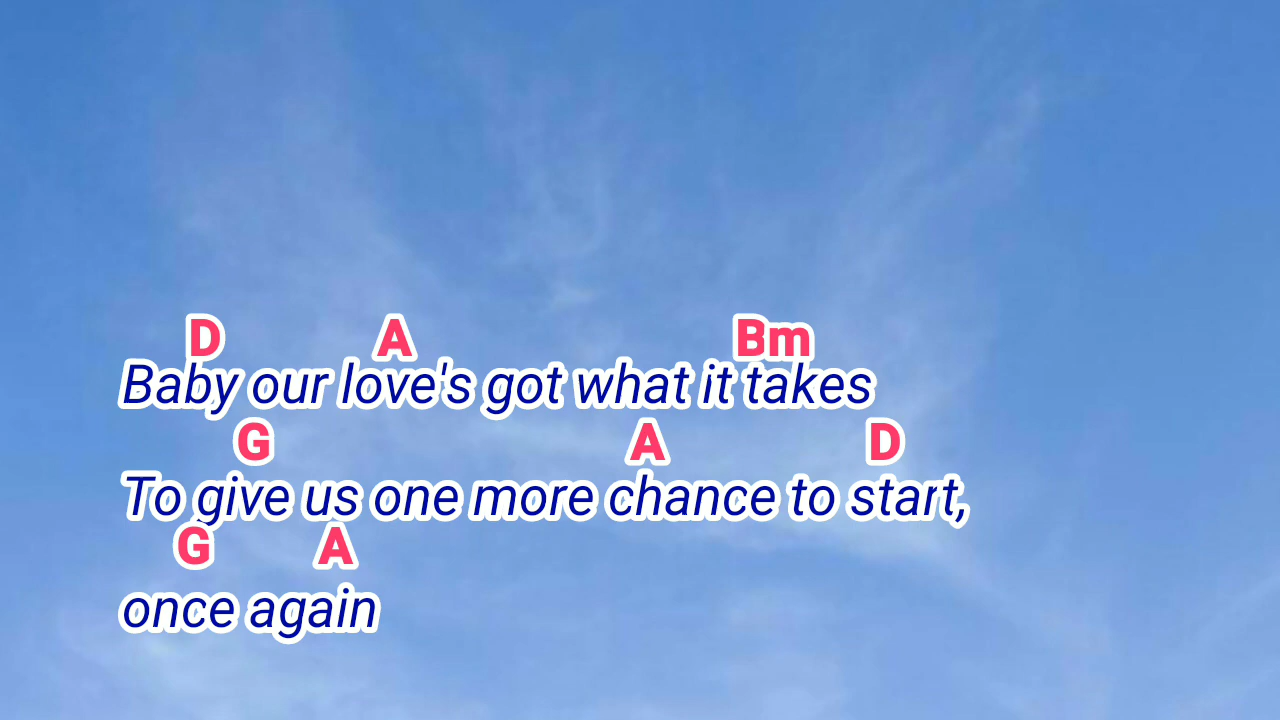 D A Bm
Baby our love's got what it takes
G A D
To give us one more chance to start,
G A
once again